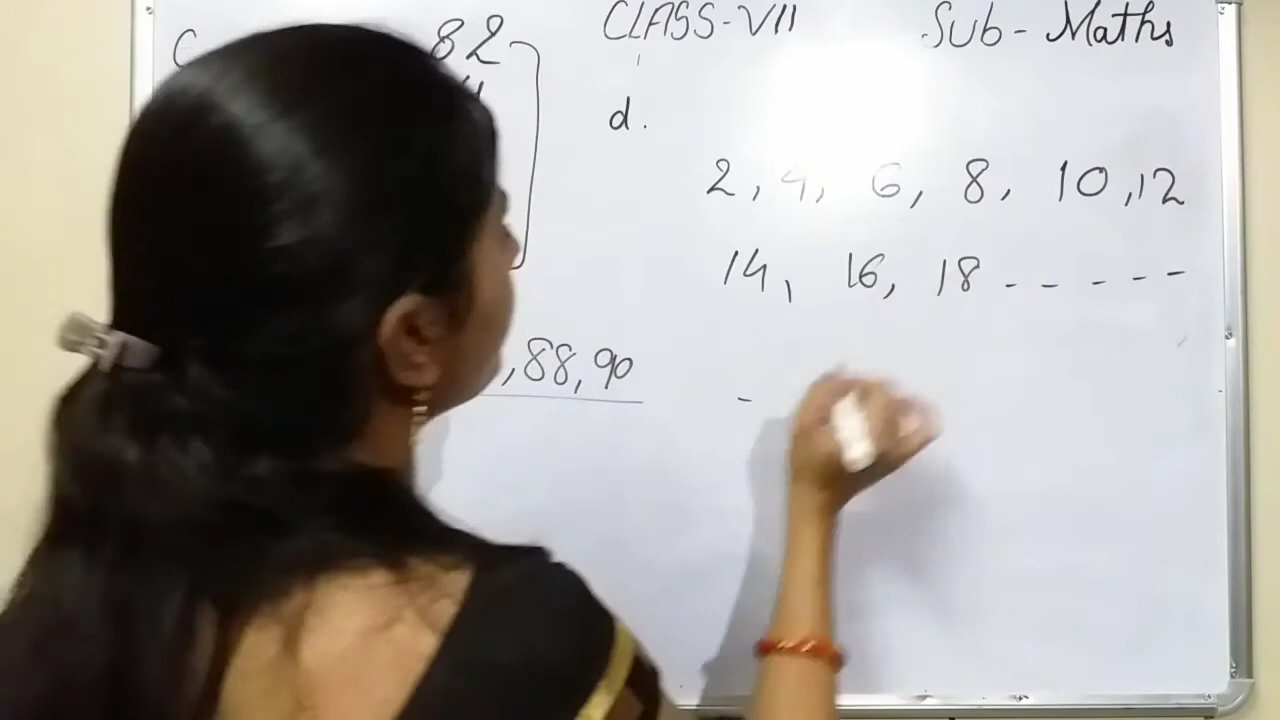 CLASS-VII Sub-Maths
C 82
d.
2, 4, 6, 8, 10, 12
14, 16, 18 - - - - -
, 88, 90
-